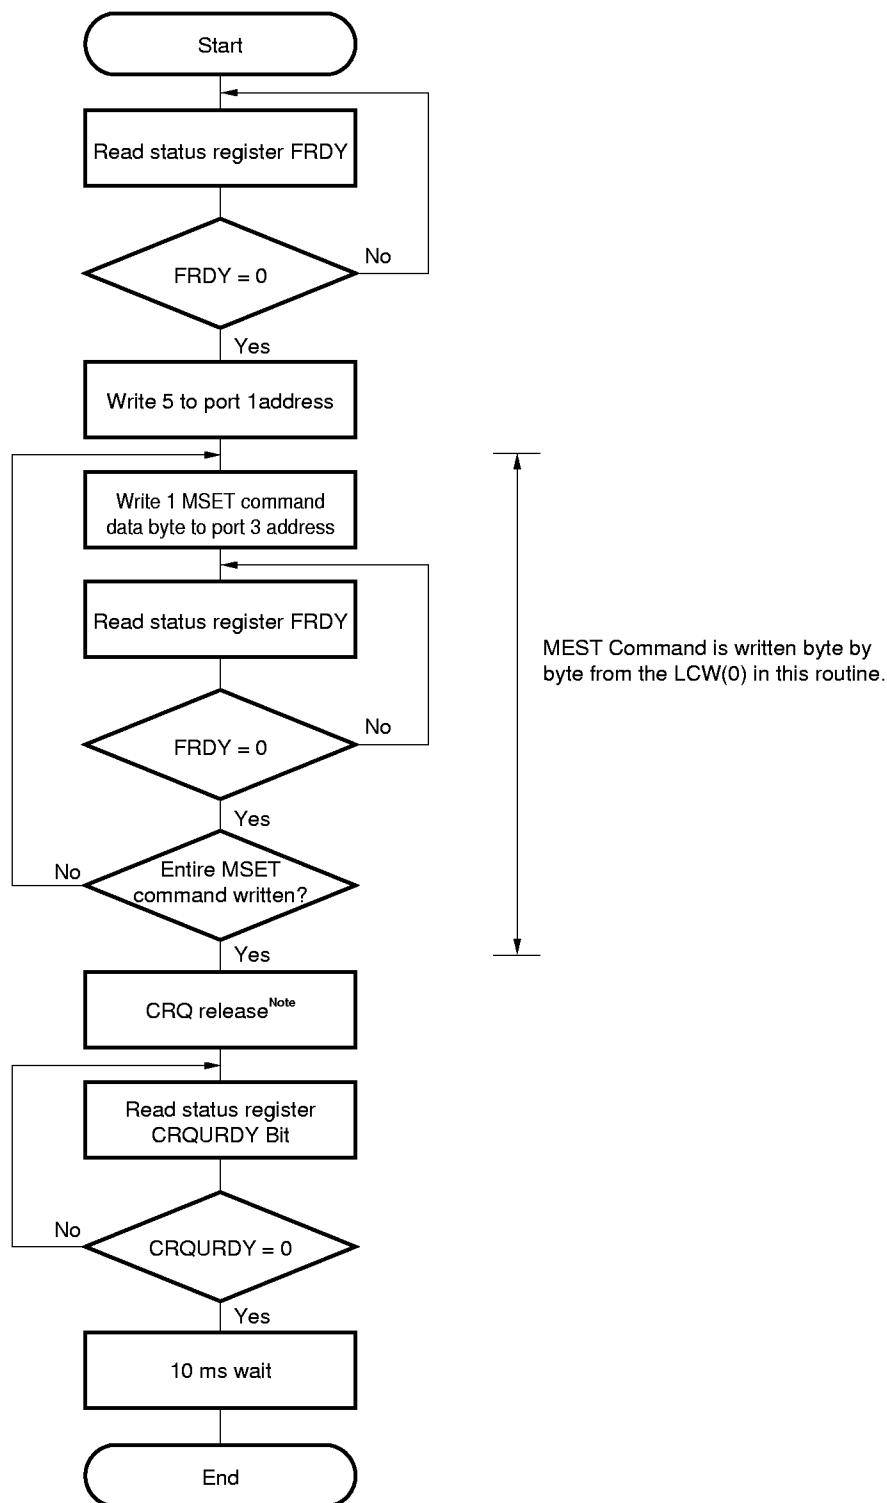 Start
Read status register FRDY
FRDY = 0
No
Yes
Write 5 to port 1address
Write 1 MSET command
data byte to port 3 address
Read status register FRDY
MEST Command is written byte by
byte from the LCW(0) in this routine.
FRDY = 0
No
Yes
Entire MSET
command written?
No
Yes
CRQ releaseNote
Read status register
CRQURDY Bit
CRQURDY = 0
No
Yes
10 ms wait
End